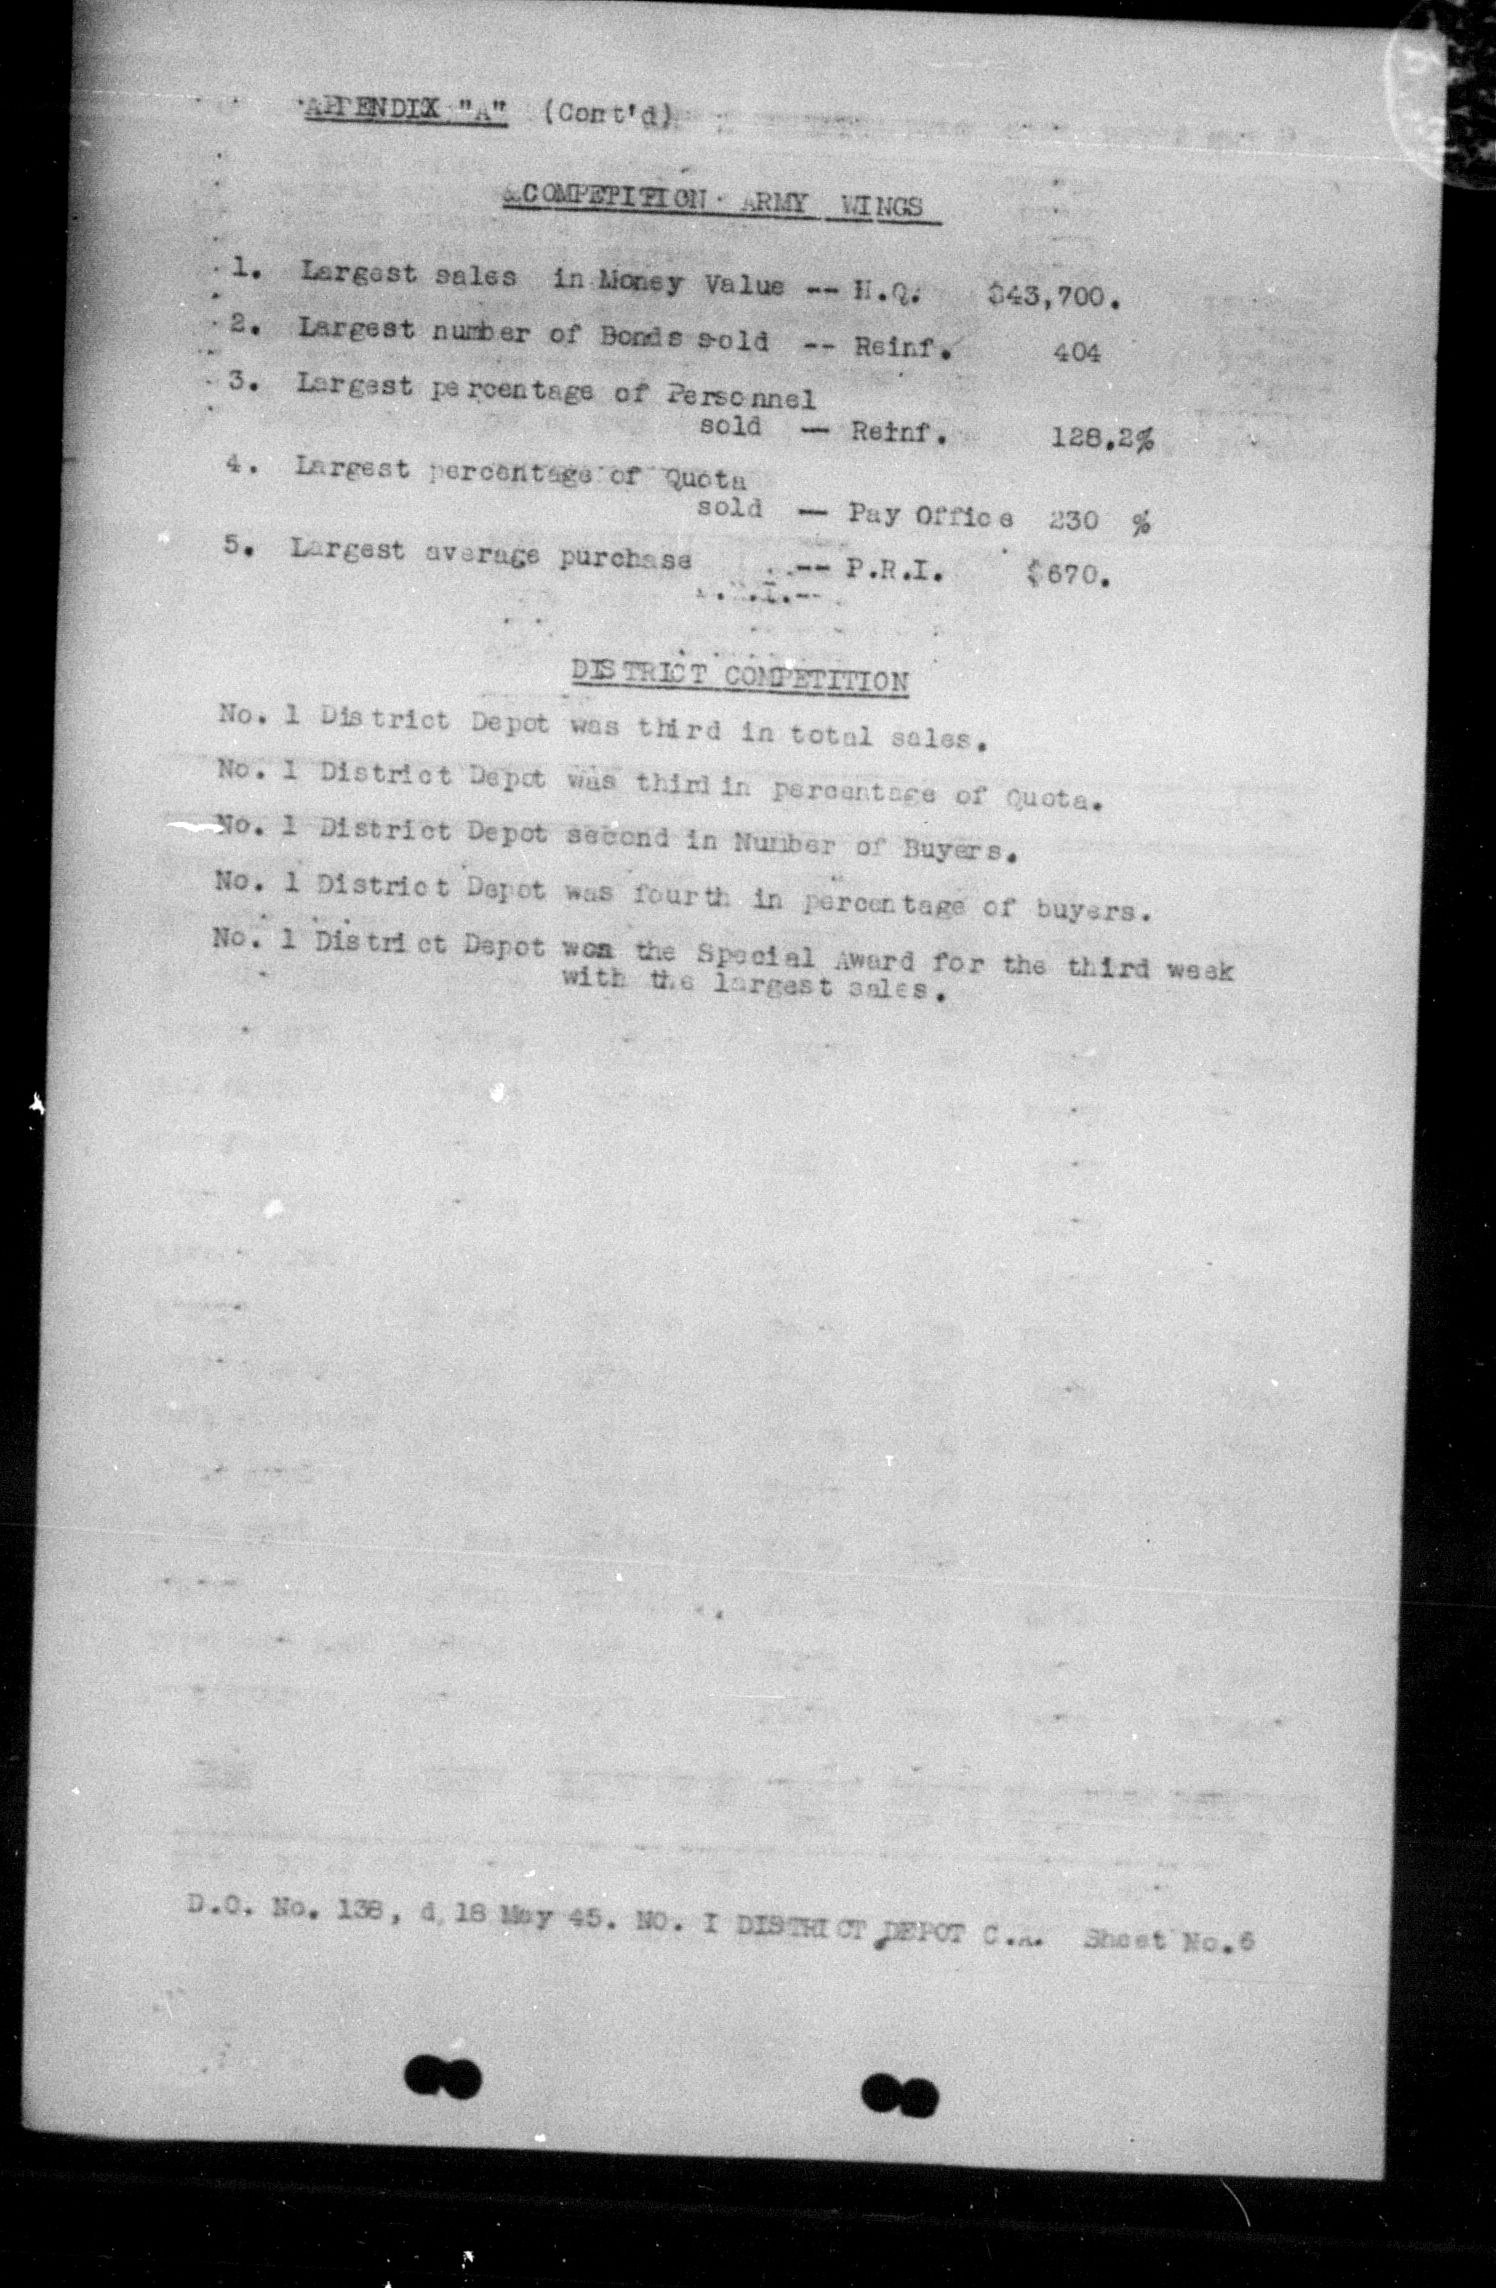 APPENDIX "A" (Cont'd)
COMPETITION ARMY WINGS
1. Largest sales in Money Value -- H.Q. $43,700.
2. Largest number of Bonds sold -- Reinf. 404
3. Largest percentage of Personnel
sold — Reinf. 128.2%
4. Largest percentage of Quota
sold — Pay Office 230 %
5. Largest average purchase -- P.R.I. $670.
DISTRICT COMPETITION
No. 1 District Depot was third in total sales.
No. 1 District Depot was third in percentage of Quota.
No. 1 District Depot second in Number of Buyers.
No. 1 District Depot was fourth in percentage of buyers.
No. 1 District Depot won the Special Award for the third week
with the largest sales.
D.O. No. 138, d 18 May 45. NO. I DISTRICT DEPOT C.A. Sheet No.6